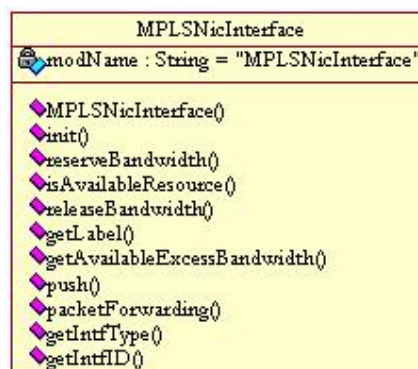 MPLSNicInterface
modName : String = "MPLSNicInterface"
MPLSNicInterface()
init()
reserveBandwidth()
isAvailableResource()
releaseBandwidth()
getLabel()
getAvailableExcessBandwidth()
push()
packetForwarding()
getIntfType()
getIntfID()